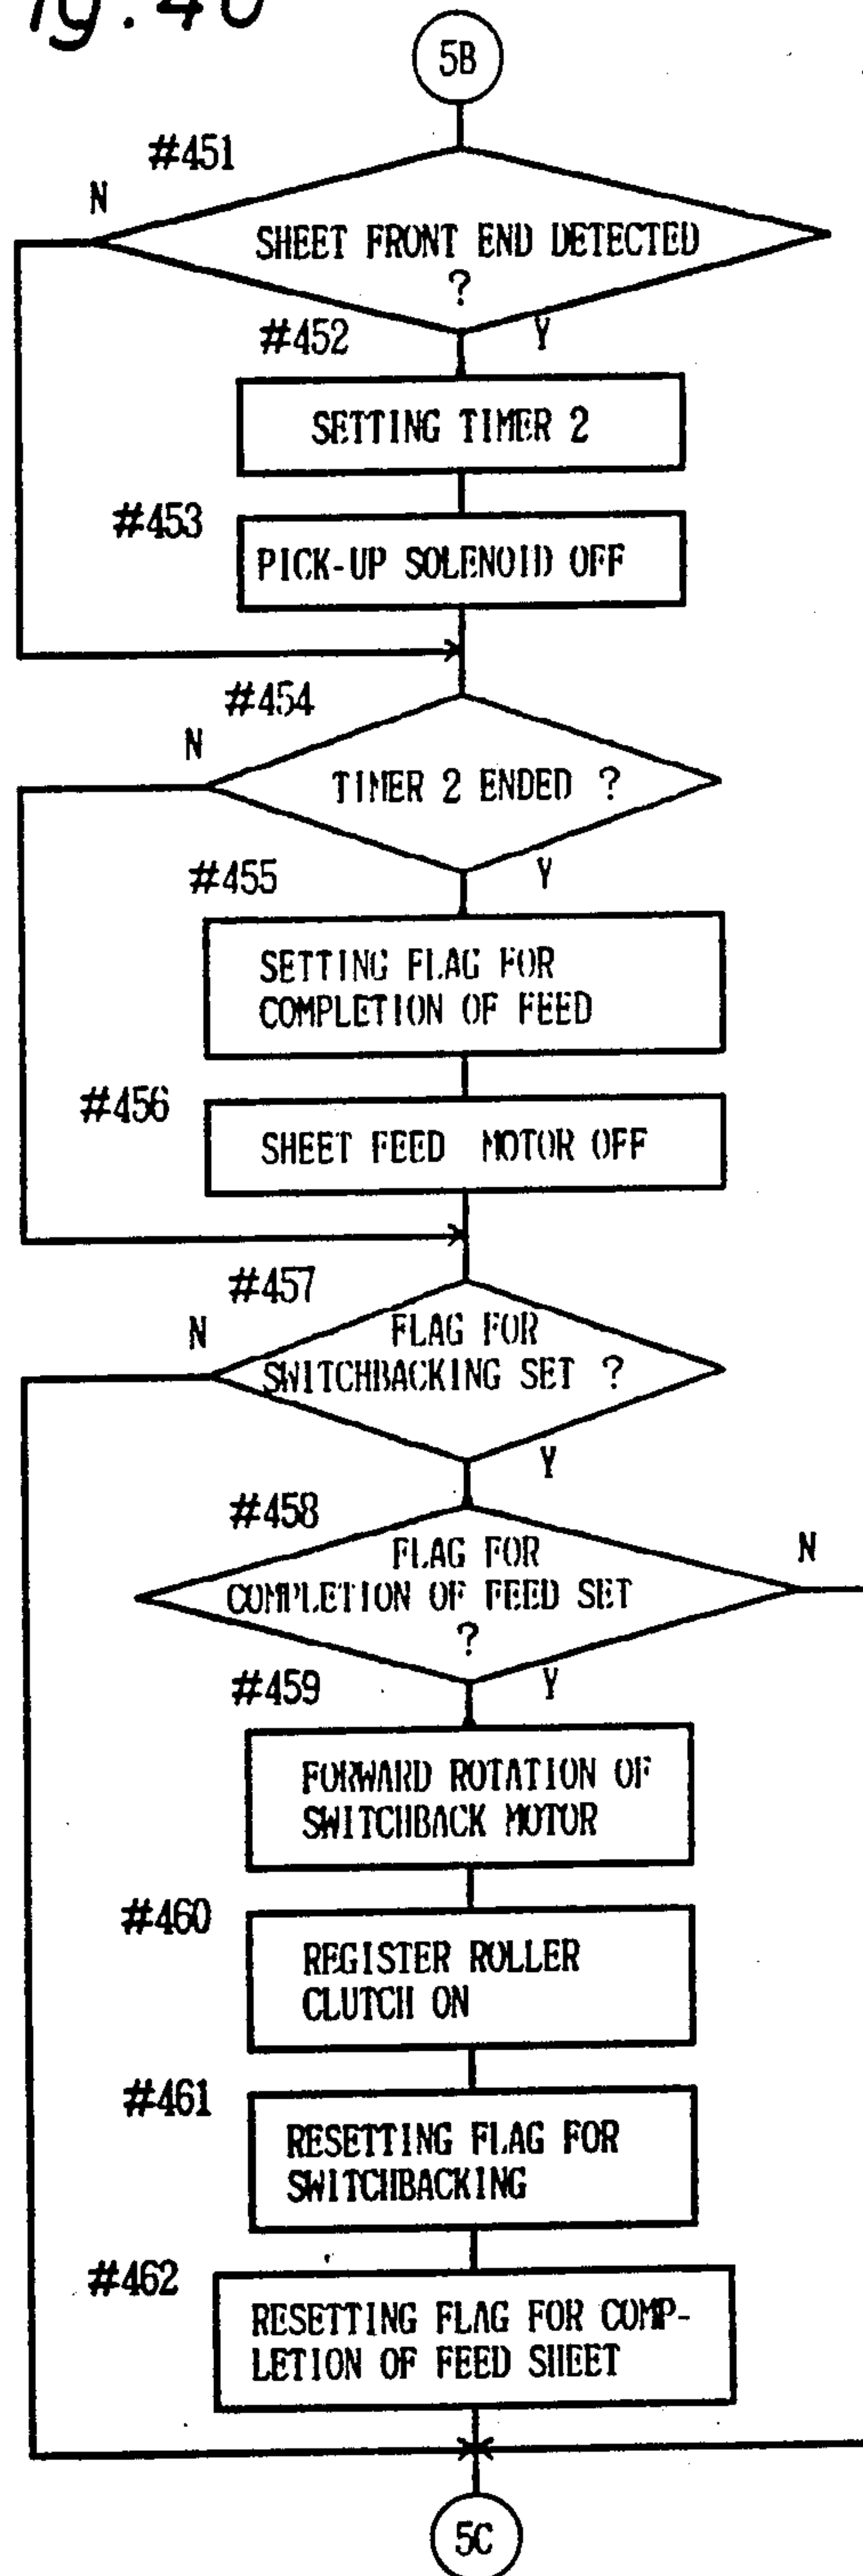 5B
#451
N
SHEET FRONT END DETECTED
?
#452
Y
SETTING TIMER 2
#453
PICK-UP SOLENOID OFF
#454
N
TIMER 2 ENDED ?
#455
Y
SETTING FLAG FOR
COMPLETION OF FEED
#456
SHEET FEED MOTOR OFF
#457
N
FLAG FOR
SWITCHBACKING SET ?
Y
#458
FLAG FOR
N
COMPLETION OF FEED SET
?
#459
Y
FORWARD ROTATION OF
SWITCHBACK MOTOR
#460
REGISTER ROLLER
CLUTCH ON
#461
RESETTING FLAG FOR
SWITCHBACKING
#462
RESETTING FLAG FOR COMP-
LETION OF FEED SHEET
5C